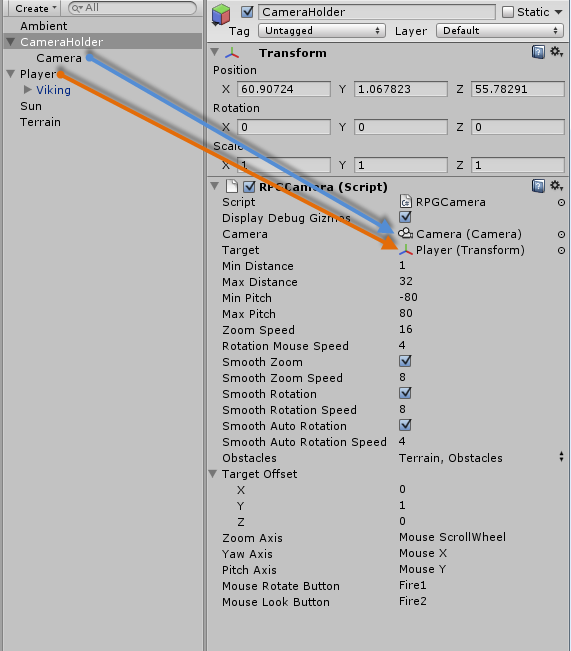 Create All
Ambient
CameraHolder
Camera
Player
Viking
Sun
Terrain
CameraHolder Static
Tag Untagged Layer Default
Transform
Position
X 60.90724 Y 1.067823 Z 55.78291
Rotation
X 0 Y 0 Z 0
Scale
X 1 Y 1 Z 1
RPGCamera (Script)
Script RPGCamera
Display Debug Gizmos
Camera Camera (Camera)
Target Player (Transform)
Min Distance 1
Max Distance 32
Min Pitch -80
Max Pitch 80
Zoom Speed 16
Rotation Mouse Speed 4
Smooth Zoom
Smooth Zoom Speed 8
Smooth Rotation
Smooth Rotation Speed 8
Smooth Auto Rotation
Smooth Auto Rotation Speed 4
Obstacles Terrain, Obstacles
Target Offset
X 0
Y 1
Z 0
Zoom Axis Mouse ScrollWheel
Yaw Axis Mouse X
Pitch Axis Mouse Y
Mouse Rotate Button Fire1
Mouse Look Button Fire2